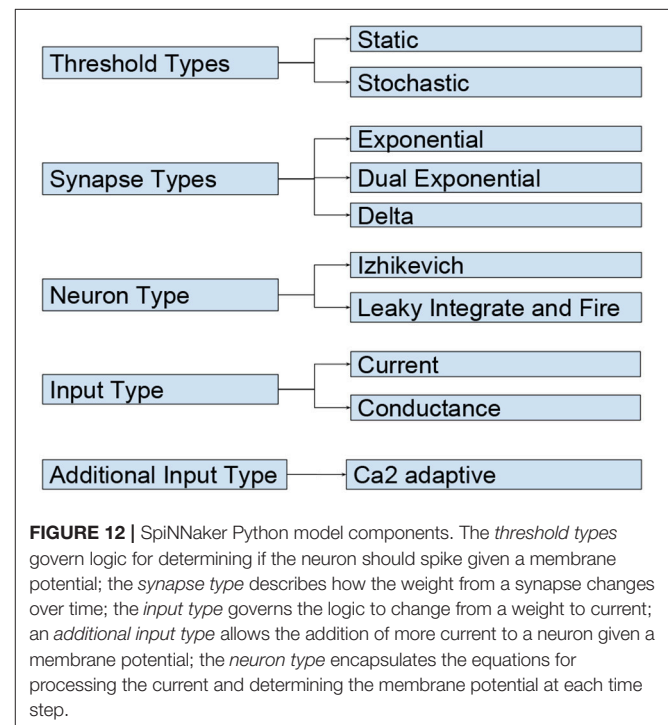 Threshold Types
Static
Stochastic
Synapse Types
Exponential
Dual Exponential
Delta
Neuron Type
Izhikevich
Leaky Integrate and Fire
Input Type
Current
Conductance
Additional Input Type
Ca2 adaptive
FIGURE 12 | SpiNNaker Python model components. The threshold types
govern logic for determining if the neuron should spike given a membrane
potential; the synapse type describes how the weight from a synapse changes
over time; the input type governs the logic to change from a weight to current;
an additional input type allows the addition of more current to a neuron given a
membrane potential; the neuron type encapsulates the equations for
processing the current and determining the membrane potential at each time
step.